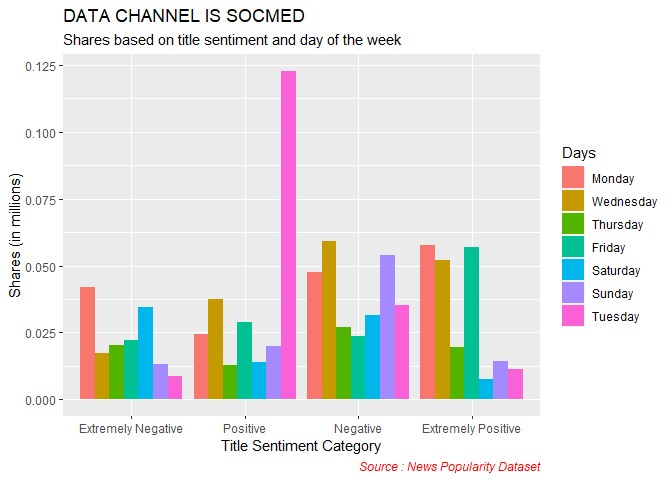 DATA CHANNEL IS SOCMED
Shares based on title sentiment and day of the week
0.125
0.100
0.075
0.050
0.025
0.000
Shares (in millions)
Extremely Negative
Positive
Negative
Extremely Positive
Title Sentiment Category
Source : News Popularity Dataset
Days
Monday
Wednesday
Thursday
Friday
Saturday
Sunday
Tuesday